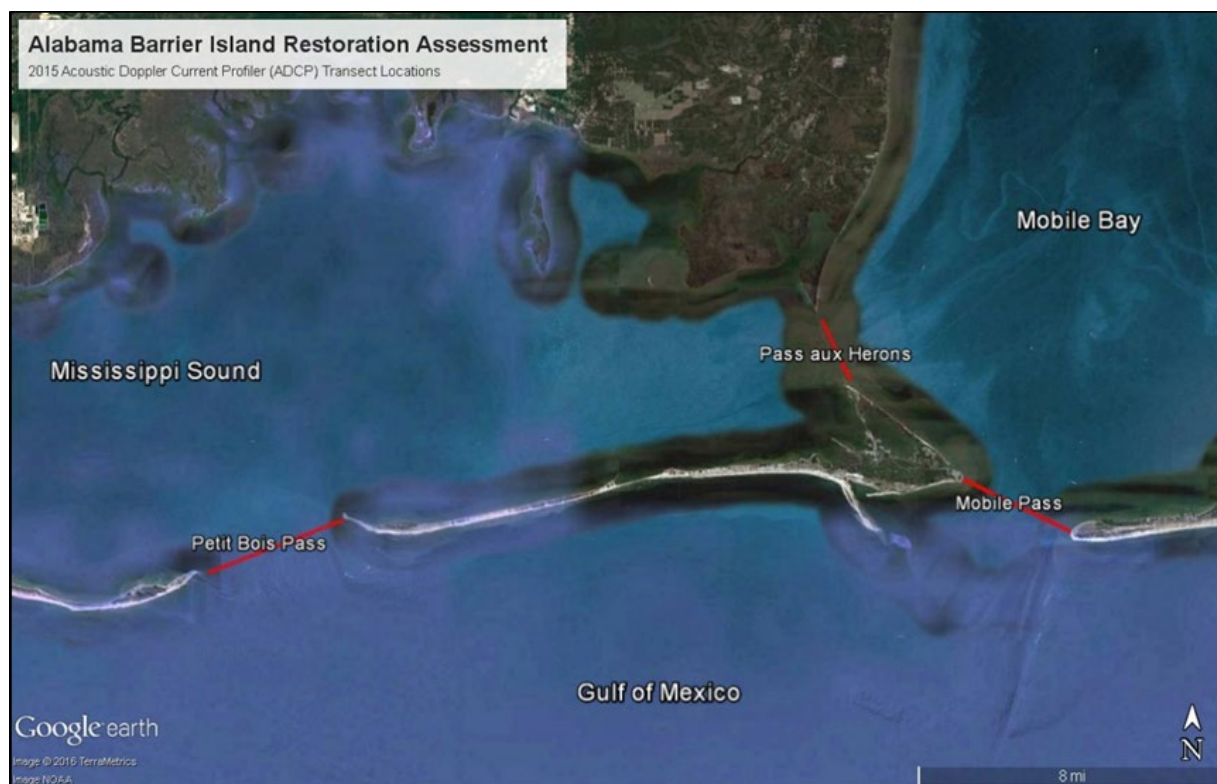 Alabama Barrier Island Restoration Assessment
2015 Acoustic Doppler Current Profiler (ADCP) Transect Locations
Mobile Bay
Pass aux Herons
Mississippi Sound
Mobile Pass
Petit Bois Pass
Gulf of Mexico
Google earth
N
Image © 2016 TerraMetrics
Image NOAA
8 mi